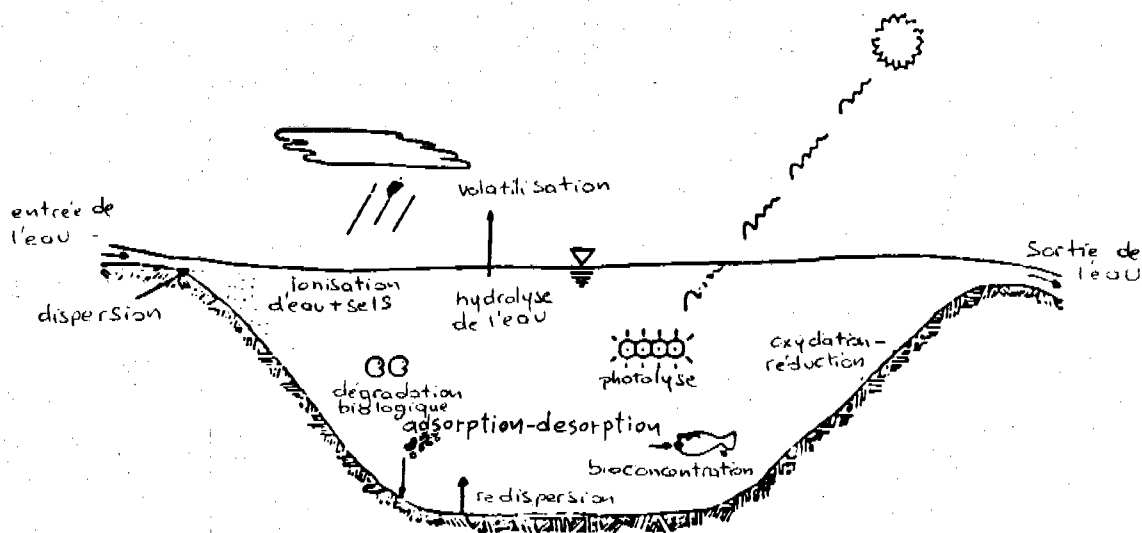 volatilisation
entrée de
l'eau
Sortie de
l'eau
ionisation
d'eau+sels
hydrolyse
de l'eau
dispersion
oxydation-
réduction
photolyse
dégradation
biologique
adsorption-desorption
bioconcentration
redispersion